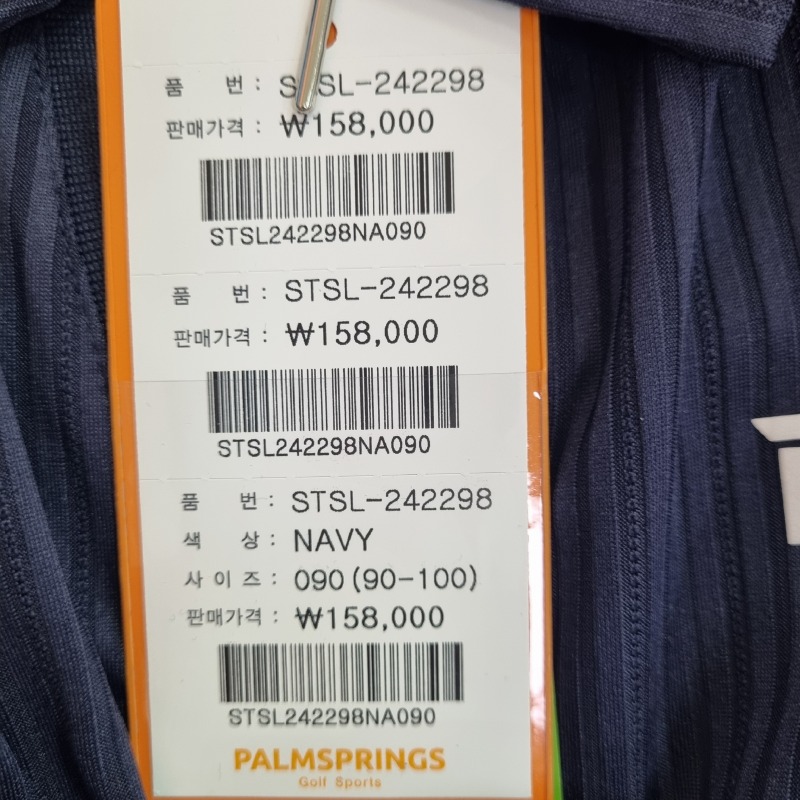 품 번 : STSL-242298
판매가격 : ₩158,000
STSL242298NA090
품 번 : STSL-242298
판매가격 : ₩158,000
STSL242298NA090
품 번 : STSL-242298
색 상 : NAVY
사 이 즈 : 090 (90-100)
판매가격 : ₩158,000
STSL242298NA090
PALMSPRINGS
Golf Sports